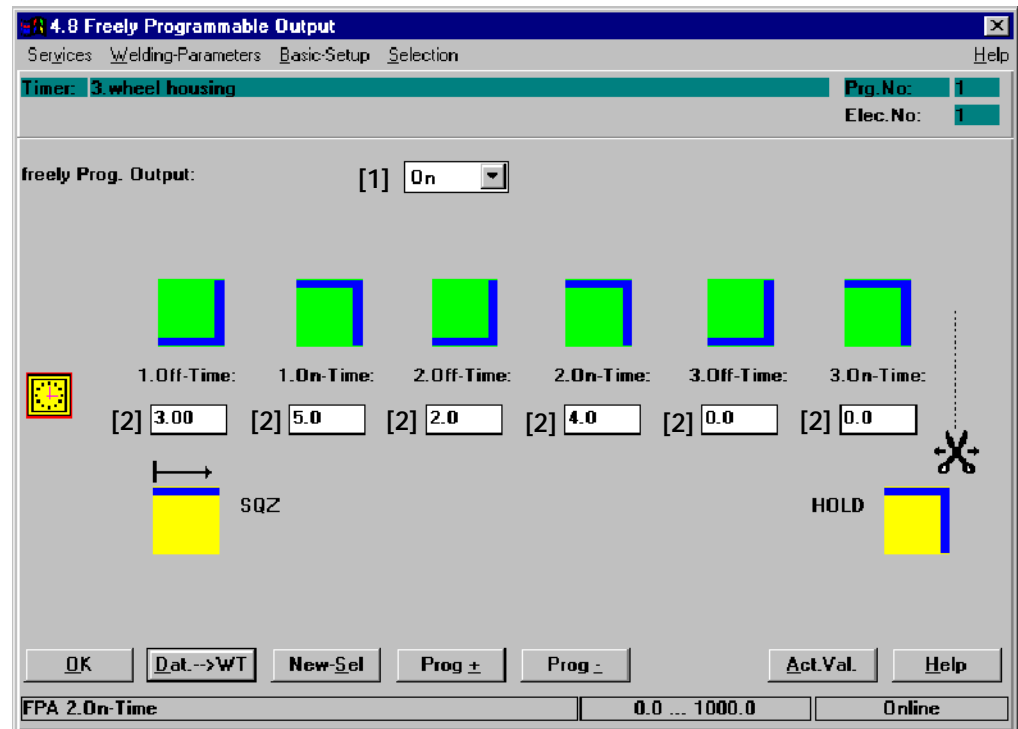 4.8 Freely Programmable Output
Services Welding-Parameters Basic-Setup Selection Help
Timer: 3.wheel housing Prg.No: 1
Elec.No: 1
freely Prog. Output: [1] On
1.Off-Time: 1.On-Time: 2.Off-Time: 2.On-Time: 3.Off-Time: 3.On-Time:
[2] 3.00 [2] 5.0 [2] 2.0 [2] 4.0 [2] 0.0 [2] 0.0
SQZ HOLD
OK Dat.-->WT New-Sel Prog + Prog - Act.Val. Help
FPA 2.On-Time 0.0 ... 1000.0 Online